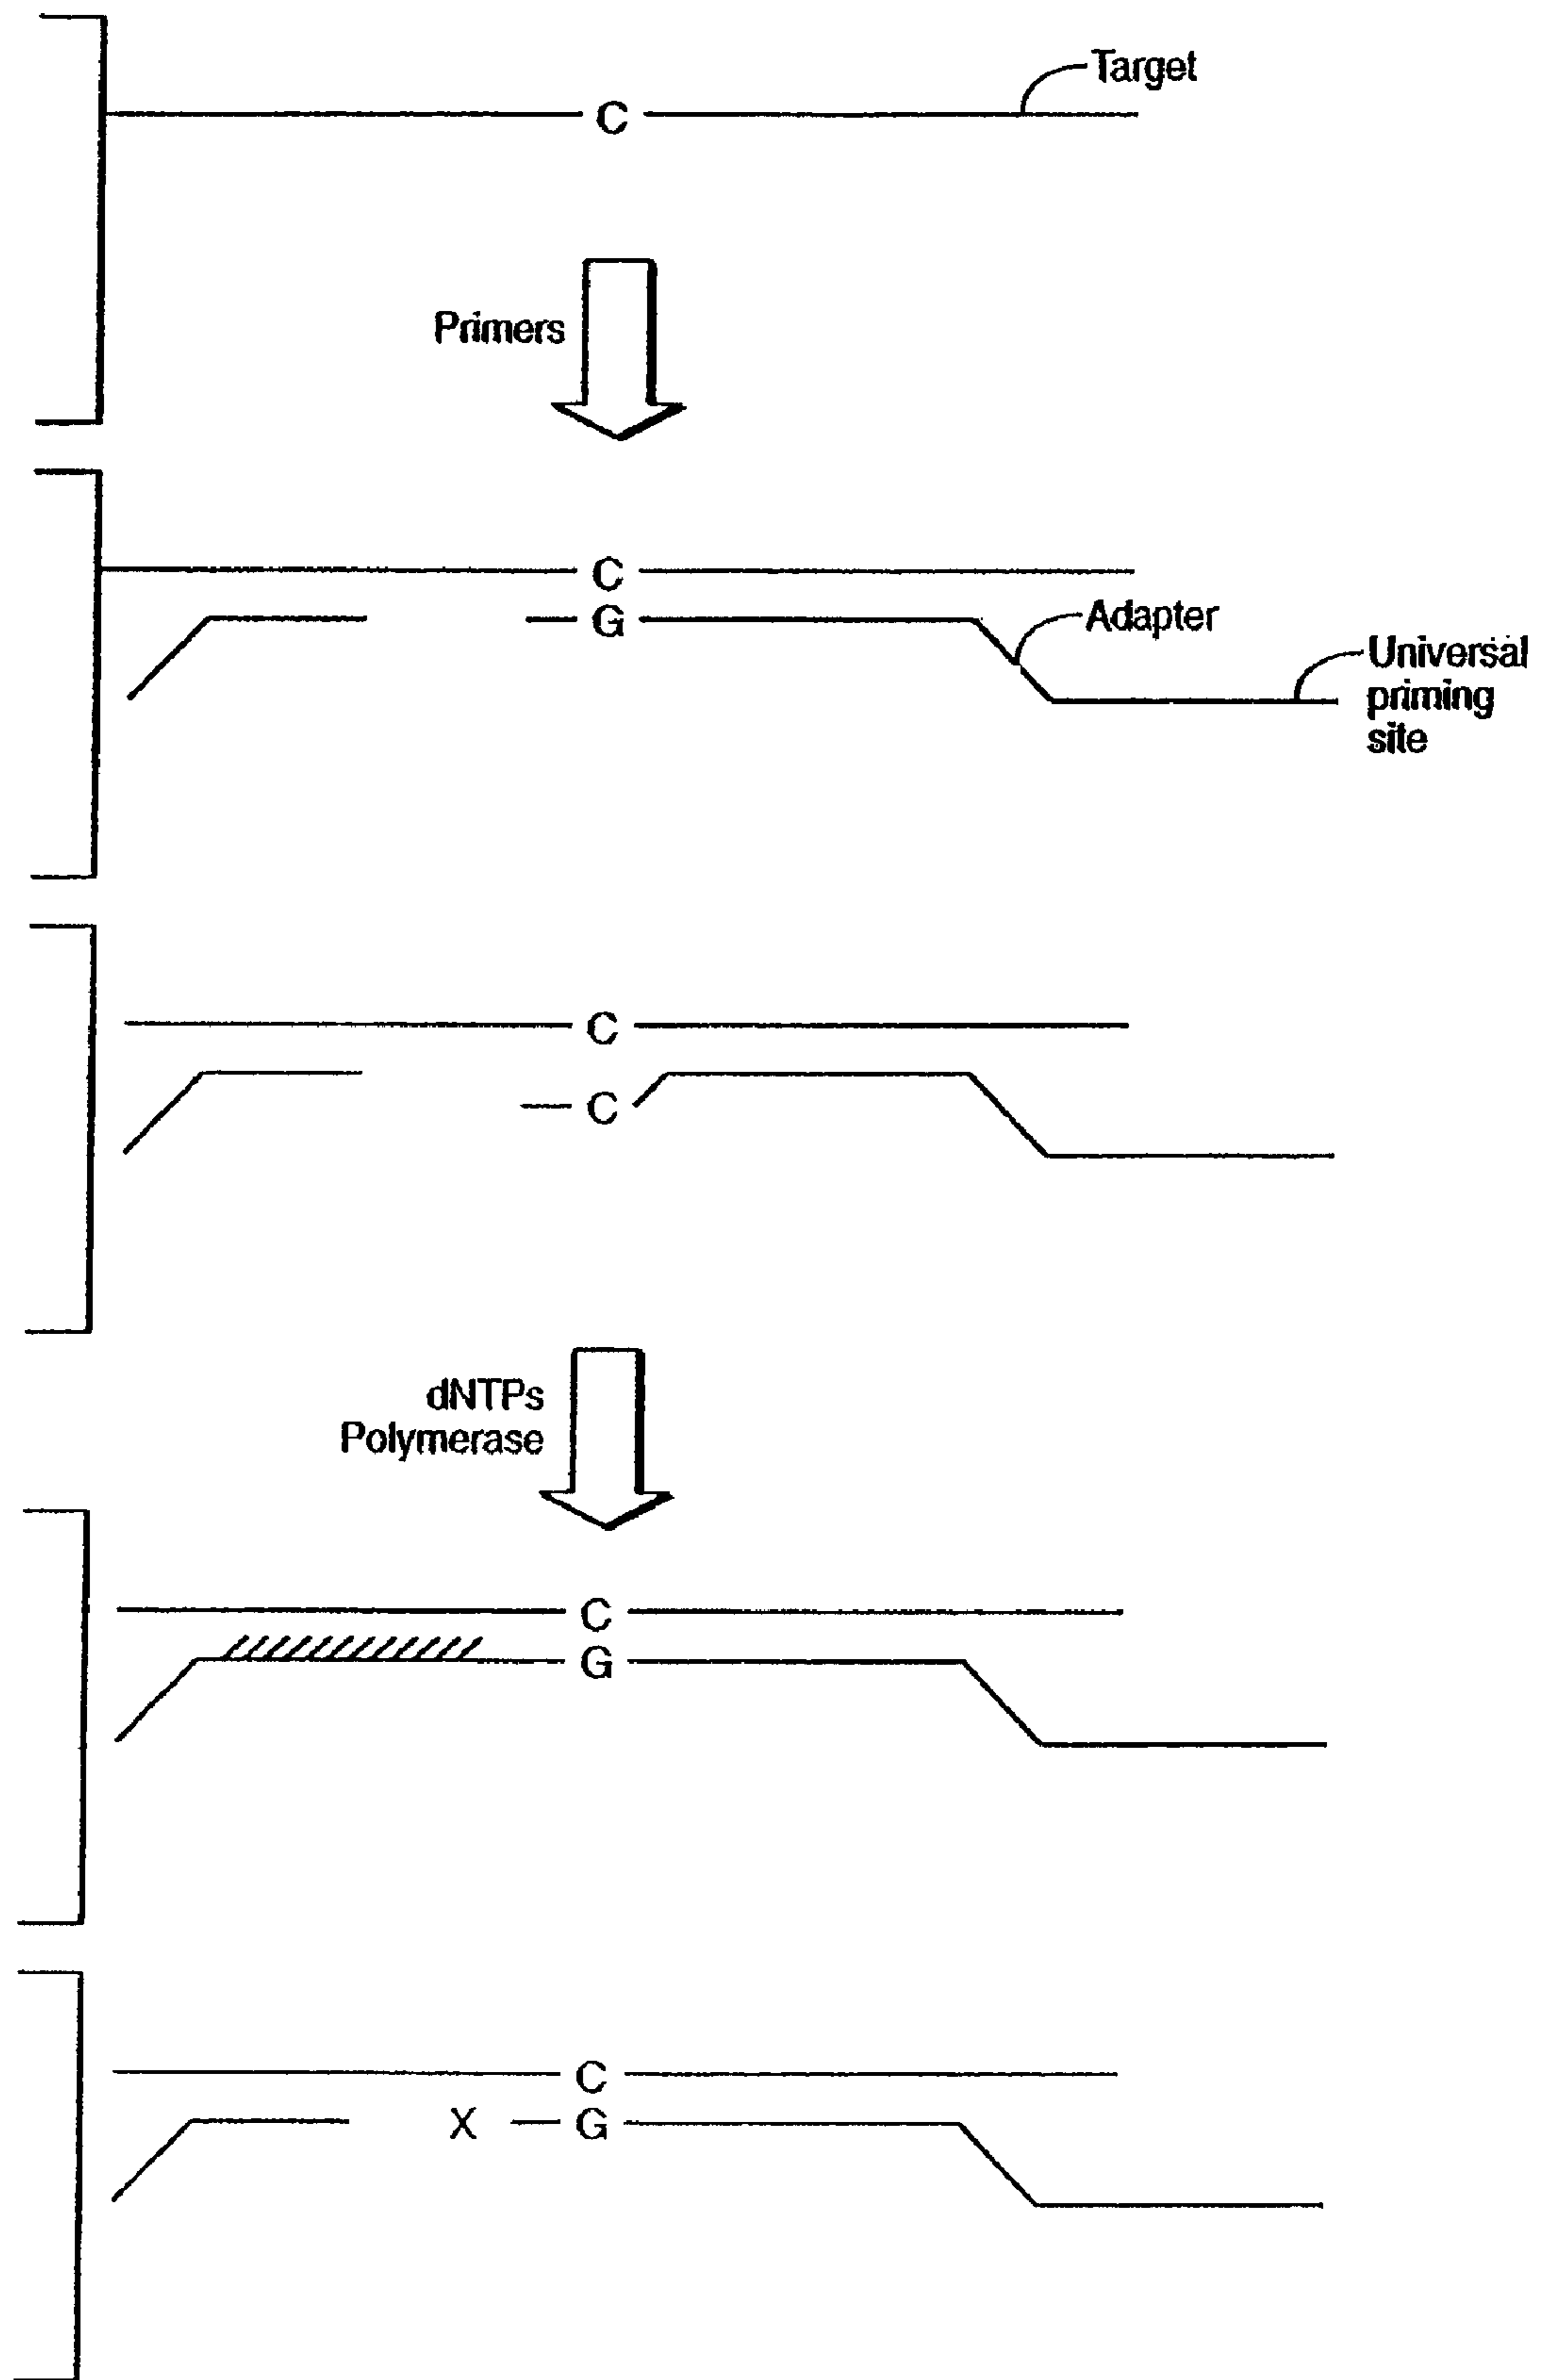 Target
C
Primers
C
G
Adapter
Universal
priming
site
C
C
dNTPs
Polymerase
C
G
C
X
G